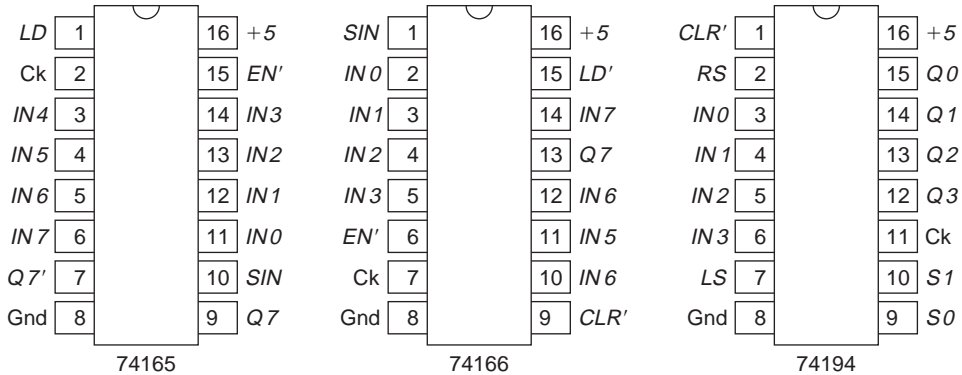 LD 1 16 +5 SIN 1 16 +5 CLR' 1 16 +5
Ck 2 15 EN' IN0 2 15 LD' RS 2 15 Q0
IN4 3 14 IN3 IN1 3 14 IN7 IN0 3 14 Q1
IN5 4 13 IN2 IN2 4 13 Q7 IN1 4 13 Q2
IN6 5 12 IN1 IN3 5 12 IN6 IN2 5 12 Q3
IN7 6 11 IN0 EN' 6 11 IN5 IN3 6 11 Ck
Q7' 7 10 SIN Ck 7 10 IN6 LS 7 10 S1
Gnd 8 9 Q7 Gnd 8 9 CLR' Gnd 8 9 S0
74165 74166 74194